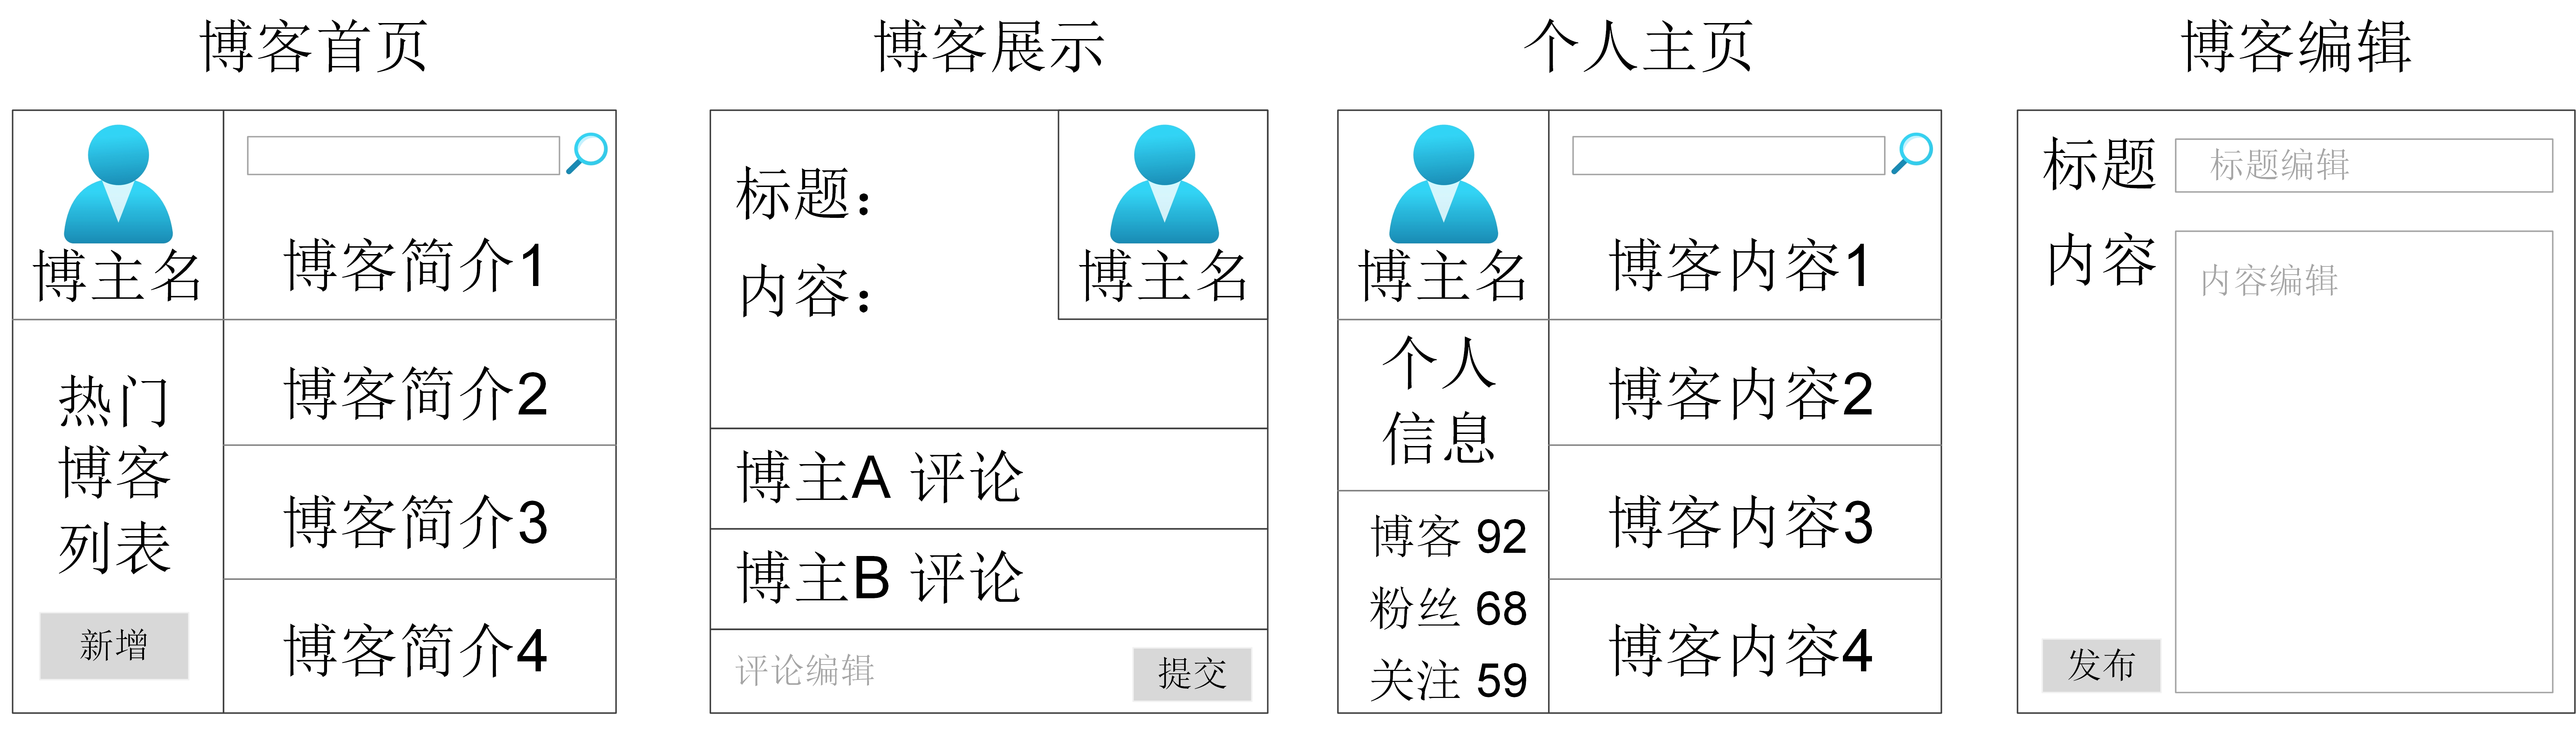 博客首页
博主名
热门
博客
列表
新增
博客简介1
博客简介2
博客简介3
博客简介4
博客展示
标题：
内容：
博主名
博主A 评论
博主B 评论
评论编辑
提交
个人主页
博主名
个人
信息
博客 92
粉丝 68
关注 59
博客内容1
博客内容2
博客内容3
博客内容4
博客编辑
标题
标题编辑
内容
内容编辑
发布